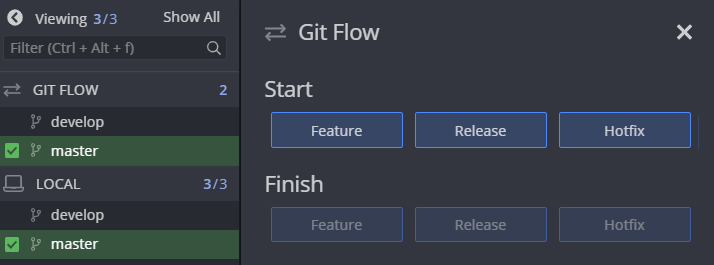 Viewing 3/3 Show All
Filter (Ctrl + Alt + f)
GIT FLOW 2
develop
master
LOCAL 3/3
develop
master
Git Flow
Start
Feature Release Hotfix
Finish
Feature Release Hotfix